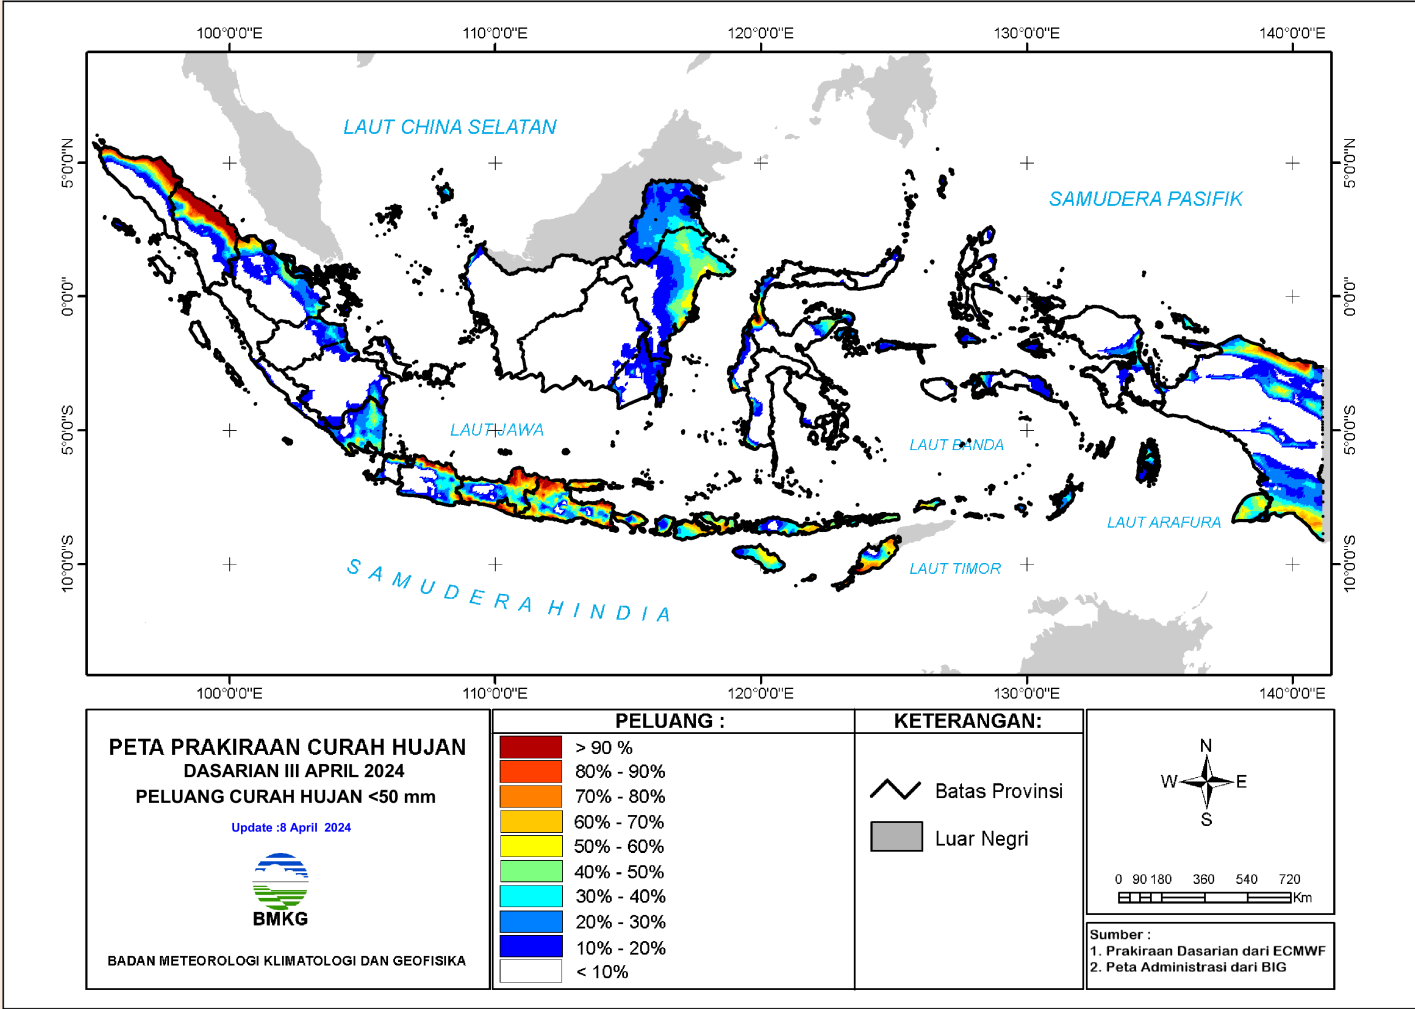 100°0'0"E 110°0'0"E 120°0'0"E 130°0'0"E 140°0'0"E
5°0'0"N 5°0'0"N
0°0'0" 0°0'0"
5°0'0"S 5°0'0"S
10°0'0"S 10°0'0"S
LAUT CHINA SELATAN
SAMUDERA PASIFIK
LAUT JAWA
LAUT BANDA
LAUT ARAFURA
LAUT TIMOR
SAMUDERA HINDIA
100°0'0"E 110°0'0"E 120°0'0"E 130°0'0"E 140°0'0"E
PETA PRAKIRAAN CURAH HUJAN
DASARIAN III APRIL 2024
PELUANG CURAH HUJAN <50 mm
Update :8 April 2024
BMKG
BADAN METEOROLOGI KLIMATOLOGI DAN GEOFISIKA
PELUANG :
> 90 %
80% - 90%
70% - 80%
60% - 70%
50% - 60%
40% - 50%
30% - 40%
20% - 30%
10% - 20%
< 10%
KETERANGAN:
Batas Provinsi
Luar Negri
N
W E
S
0 90 180 360 540 720
Km
Sumber :
1. Prakiraan Dasarian dari ECMWF
2. Peta Administrasi dari BIG